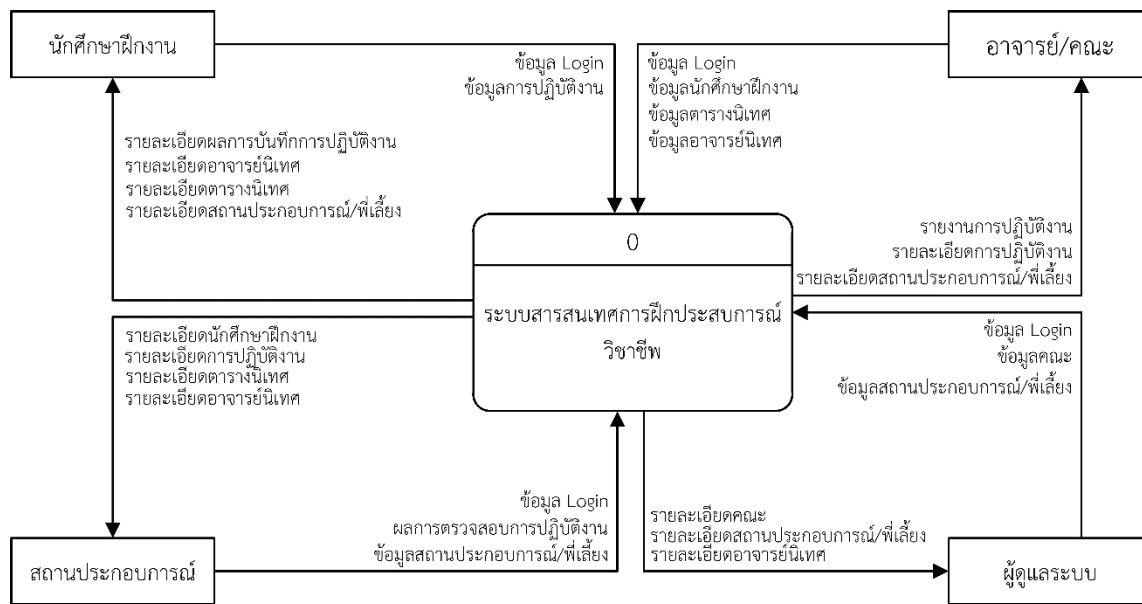 นักศึกษาฝึกงาน
อาจารย์/คณะ
ข้อมูล Login
ข้อมูลการปฏิบัติงาน
ข้อมูล Login
ข้อมูลนักศึกษาฝึกงาน
ข้อมูลตารางนิเทศ
ข้อมูลอาจารย์นิเทศ
รายละเอียดผลการบันทึกการปฏิบัติงาน
รายละเอียดอาจารย์นิเทศ
รายละเอียดตารางนิเทศ
รายละเอียดสถานประกอบการณ์/พี่เลี้ยง
รายงานการปฏิบัติงาน
รายละเอียดการปฏิบัติงาน
รายละเอียดสถานประกอบการณ์/พี่เลี้ยง
0
ระบบสารสนเทศการฝึกประสบการณ์
วิชาชีพ
รายละเอียดนักศึกษาฝึกงาน
รายละเอียดการปฏิบัติงาน
รายละเอียดตารางนิเทศ
รายละเอียดอาจารย์นิเทศ
ข้อมูล Login
ข้อมูลคณะ
ข้อมูลสถานประกอบการณ์/พี่เลี้ยง
ข้อมูล Login
ผลการตรวจสอบการปฏิบัติงาน
ข้อมูลสถานประกอบการณ์/พี่เลี้ยง
รายละเอียดคณะ
รายละเอียดสถานประกอบการณ์/พี่เลี้ยง
รายละเอียดอาจารย์นิเทศ
สถานประกอบการณ์
ผู้ดูแลระบบ